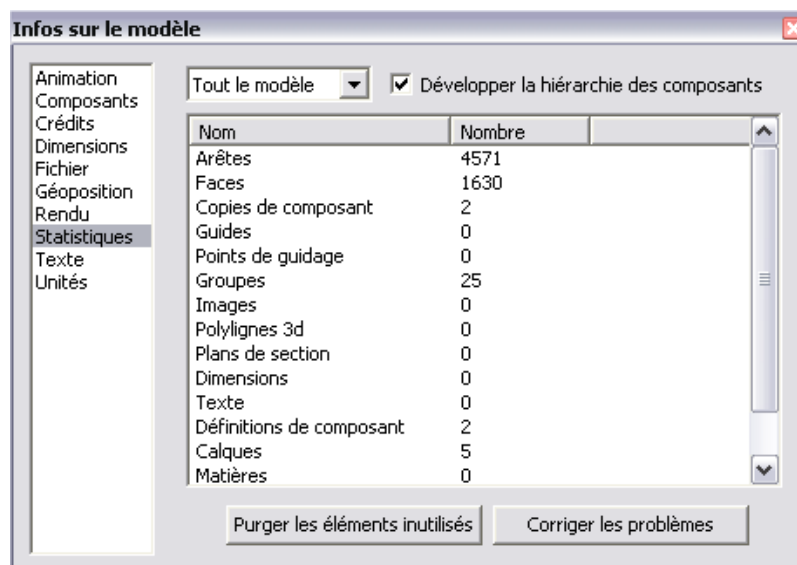 Infos sur le modèle
Animation
Composants
Crédits
Dimensions
Fichier
Géoposition
Rendu
Statistiques
Texte
Unités
Tout le modèle
Développer la hiérarchie des composants
Nom Nombre
Arêtes 4571
Faces 1630
Copies de composant 2
Guides 0
Points de guidage 0
Groupes 25
Images 0
Polylignes 3d 0
Plans de section 0
Dimensions 0
Texte 0
Définitions de composant 2
Calques 5
Matières 0
Purger les éléments inutilisés
Corriger les problèmes